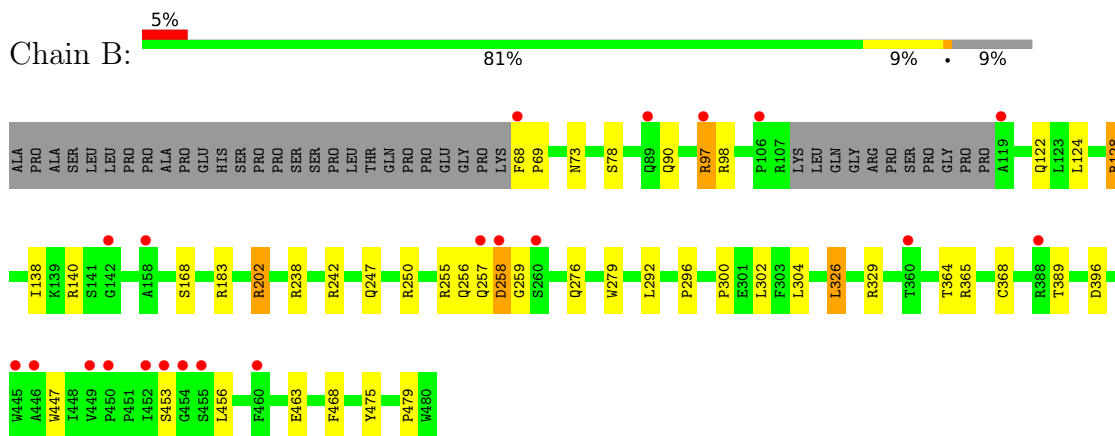 5%
Chain B:
81% 9% • 9%
ALA PRO ALA SER LEU LEU PRO PRO ALA PRO GLU HIS SER PRO PRO SER SER PRO LEU THR GLN PRO PRO GLU GLY PRO LYS F68 P69 N73 S78 Q89 Q90 R97 R98 P106 R107 LYS LEU GLN GLY ARG PRO SER PRO GLY PRO PRO A119 Q122 L123 L124
I138 K139 R140 S141 G142 A158 S168 R183 R202 R238 R242 Q247 R250 R255 Q256 Q257 D258 G259 S260 Q276 W279 L292 P296 P300 E301 L302 F303 L304 L326 R329 T360 T364 R365 C368 R388 T389 D396
W445 A446 W447 I448 V449 P450 P451 I452 S453 G454 S455 L456 F460 E463 F468 Y475 P479 W480